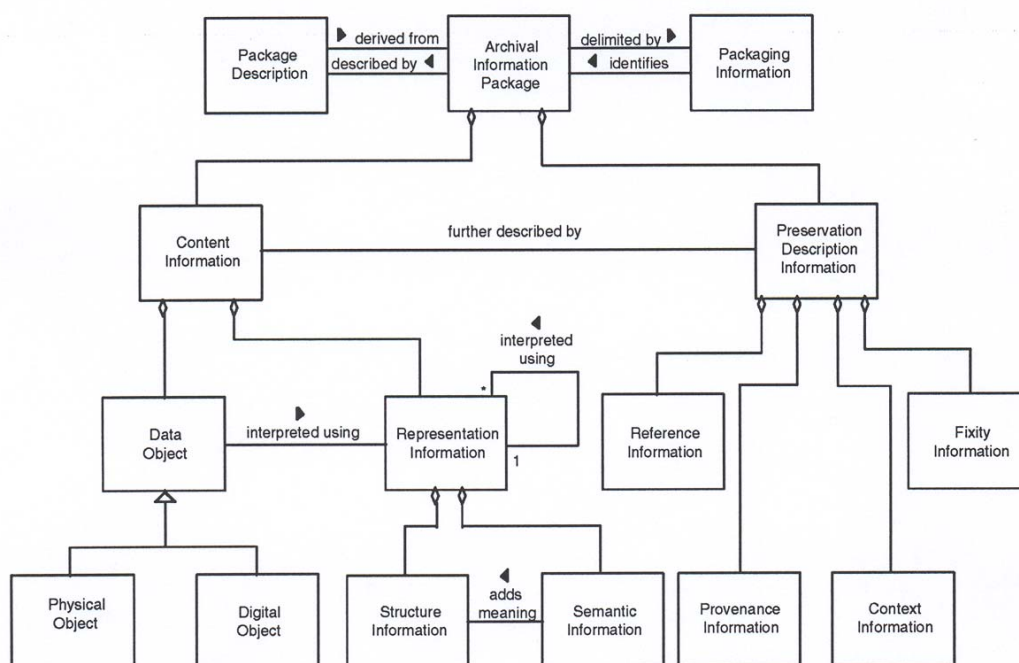 Package
Description
derived from
described by
Archival
Information
Package
delimited by
identifies
Packaging
Information
Content
Information
further described by
Preservation
Description
Information
interpreted
using
*
1
Data
Object
interpreted using
Representation
Information
Reference
Information
Fixity
Information
Physical
Object
Digital
Object
Structure
Information
adds
meaning
Semantic
Information
Provenance
Information
Context
Information